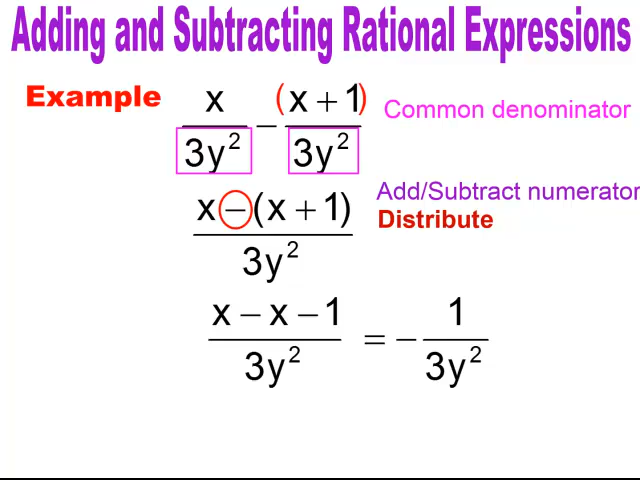 Adding and Subtracting Rational Expressions
Example x/3y² − (x + 1)/3y² Common denominator
(x − (x + 1))/3y² Add/Subtract numerator
Distribute
(x − x − 1)/3y² = − 1/3y²